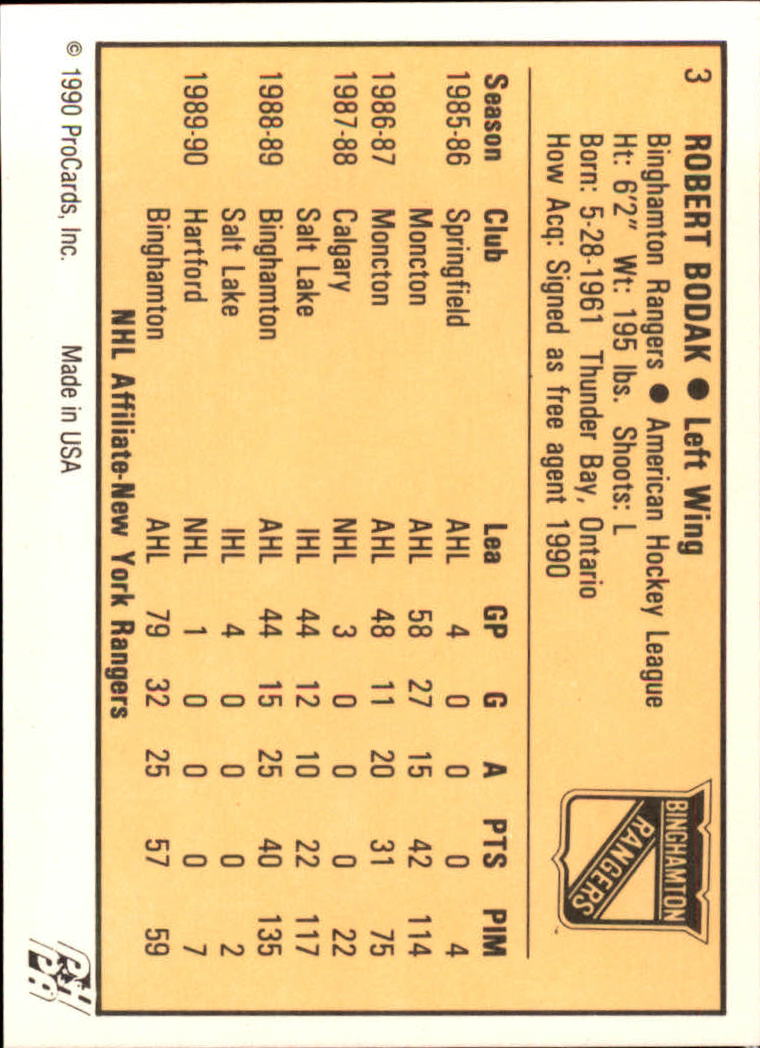 3 ROBERT BODAK ● Left Wing
Binghamton Rangers ● American Hockey League
Ht: 6'2" Wt: 195 lbs. Shoots: L
Born: 5-28-1961 Thunder Bay, Ontario
How Acq: Signed as free agent 1990
BINGHAMTON
RANGERS
Season Club Lea GP G A PTS PIM
1985-86 Springfield AHL 4 0 0 0 4
Moncton AHL 58 27 15 42 114
1986-87 Moncton AHL 48 11 20 31 75
1987-88 Calgary NHL 3 0 0 0 22
Salt Lake IHL 44 12 10 22 117
1988-89 Binghamton AHL 44 15 25 40 135
Salt Lake IHL 4 0 0 0 2
1989-90 Hartford NHL 1 0 0 0 7
Binghamton AHL 79 32 25 57 59
NHL Affiliate-New York Rangers
© 1990 ProCards, Inc. Made in USA
PHPA